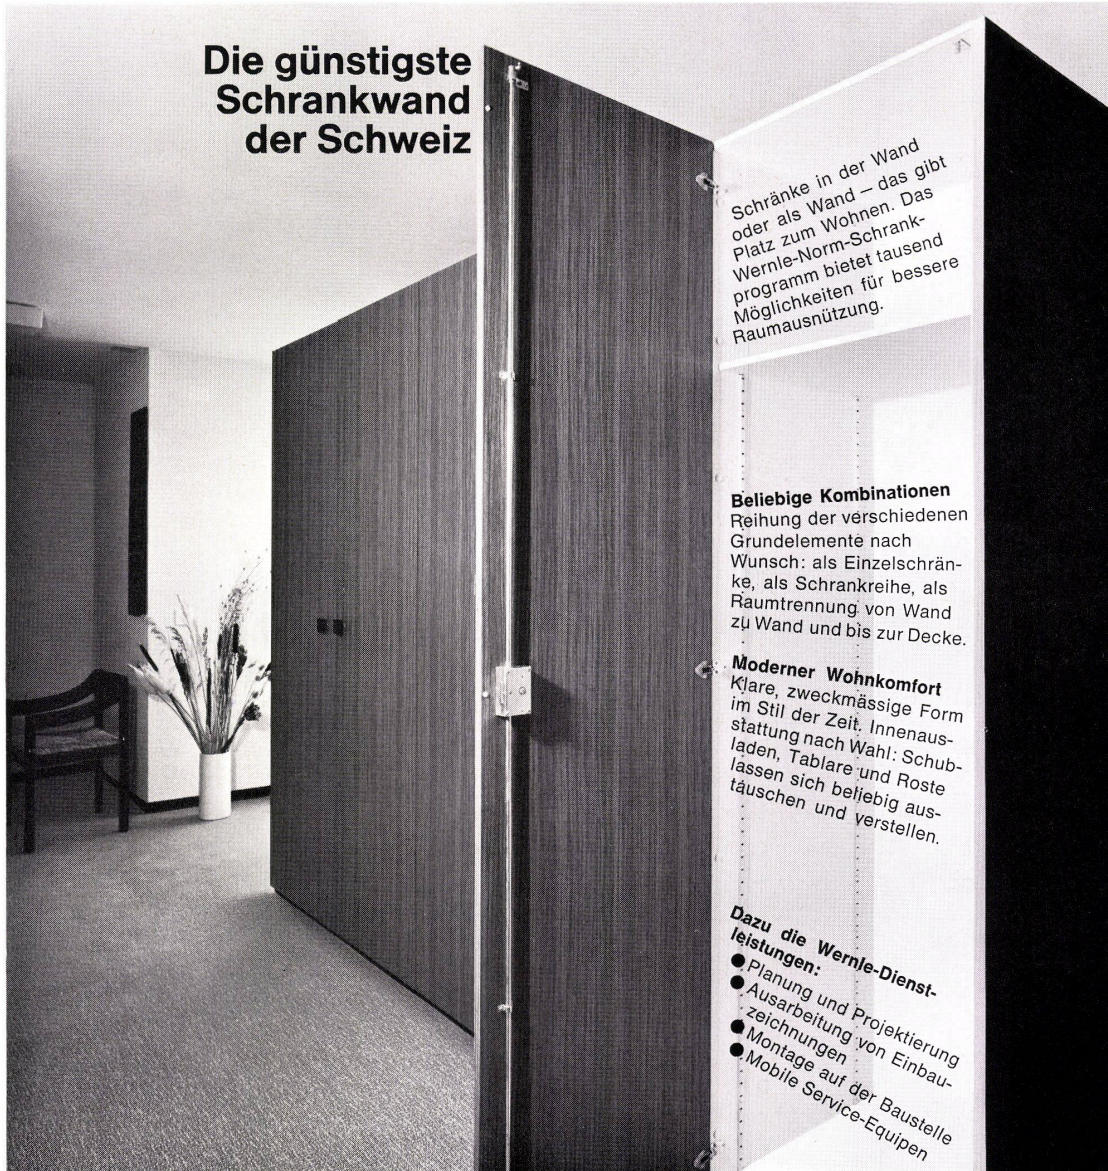 Die günstigste
Schrankwand
der Schweiz
Schränke in der Wand
oder als Wand – das gibt
Platz zum Wohnen. Das
Wernle-Norm-Schrank-
programm bietet tausend
Möglichkeiten für bessere
Raumausnützung.
Beliebige Kombinationen
Reihung der verschiedenen
Grundelemente nach
Wunsch: als Einzelschrän-
ke, als Schrankreihe, als
Raumtrennung von Wand
zu Wand und bis zur Decke.
Moderner Wohnkomfort
Klare, zweckmässige Form
im Stil der Zeit. Innenaus-
stattung nach Wahl: Schub-
laden, Tablare und Roste
lassen sich beliebig aus-
tauschen und verstellen.
Dazu die Wernle-Dienst-
leistungen:
● Planung und Projektierung
● Ausarbeitung von Einbau-
zeichnungen
● Montage auf der Baustelle
● Mobile Service-Equipen